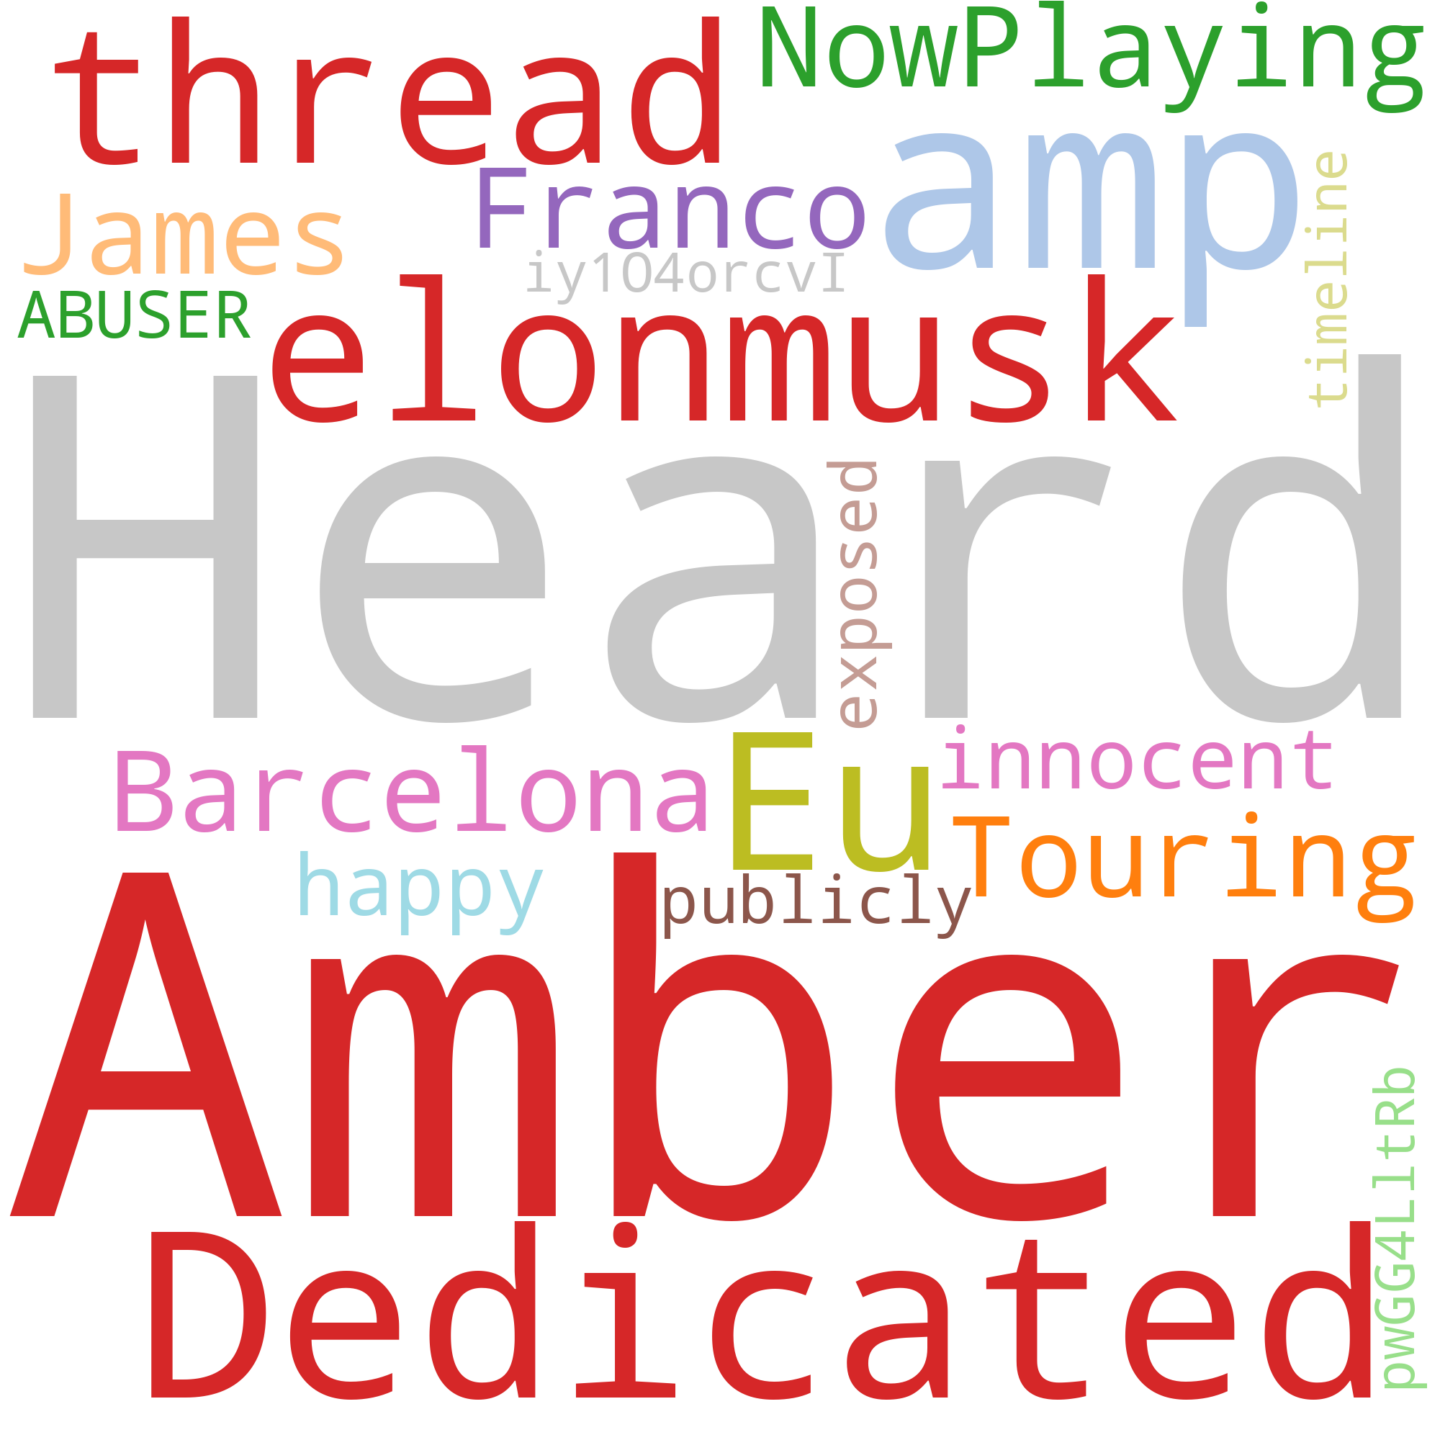 thread
NowPlaying
amp
James
Franco
timeline
iy1O4orcvI
ABUSER
elonmusk
Heard
exposed
Barcelona
Eu
innocent
Touring
happy
publicly
Amber
pwGG4LltRb
Dedicated